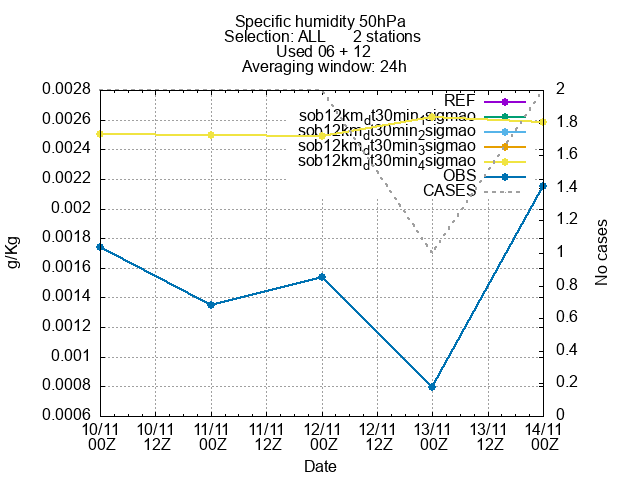 Specific humidity 50hPa
Selection: ALL 2 stations
Used 06 + 12
Averaging window: 24h
0.0028
0.0026
0.0024
0.0022
0.002
0.0018
0.0016
0.0014
0.0012
0.001
0.0008
0.0006
g/Kg
REF
sob12km_dt30min_1sigmao
sob12km_dt30min_2sigmao
sob12km_dt30min_3sigmao
sob12km_dt30min_4sigmao
OBS
CASES
2
1.8
1.6
1.4
1.2
1
0.8
0.6
0.4
0.2
0
No cases
10/11 10/11 11/11 11/11 12/11 12/11 13/11 13/11 14/11
00Z 12Z 00Z 12Z 00Z 12Z 00Z 12Z 00Z
Date